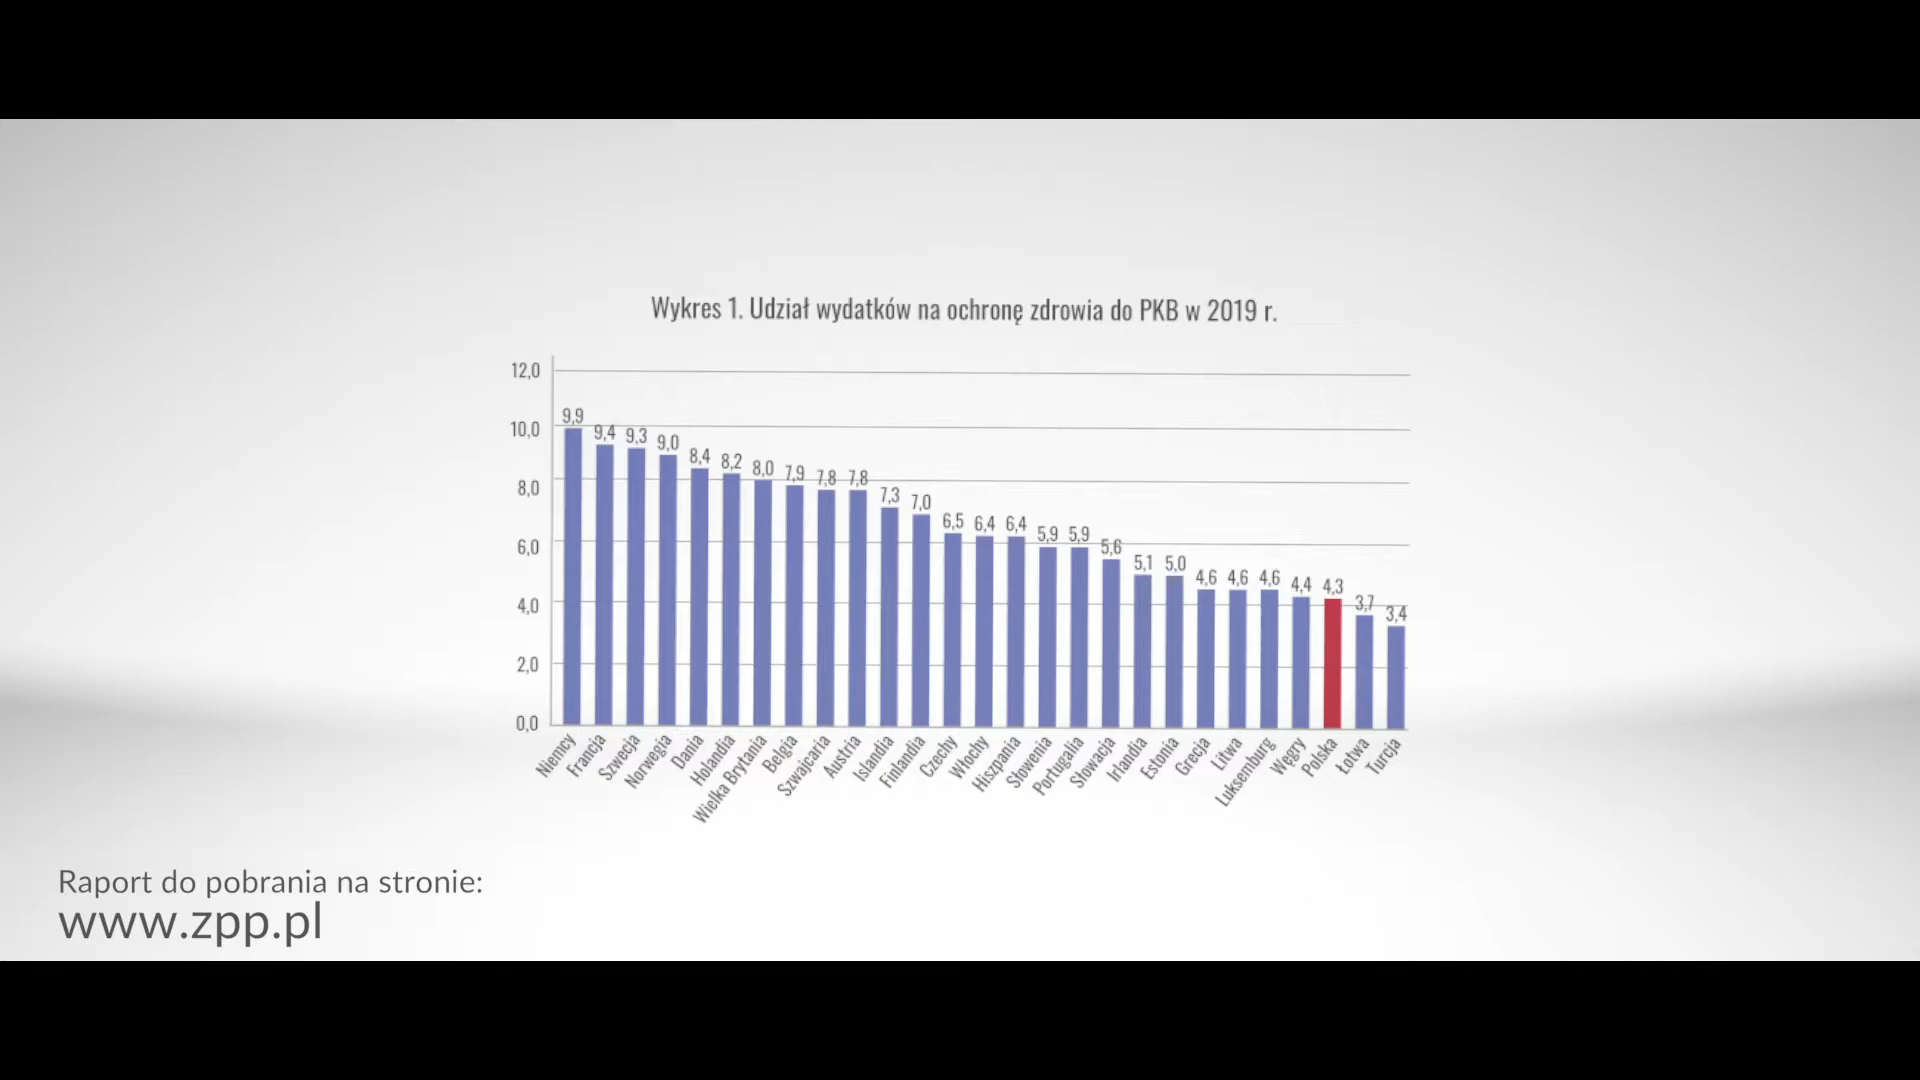 Wykres 1. Udział wydatków na ochronę zdrowia do PKB w 2019 r.
12,0
10,0
8,0
6,0
4,0
2,0
0,0
9,9 9,4 9,3 9,0 8,4 8,2 8,0 7,9 7,8 7,8 7,3 7,0 6,5 6,4 6,4 5,9 5,9 5,6 5,1 5,0 4,6 4,6 4,6 4,4 4,3 3,7 3,4
Niemcy Francja Szwecja Norwegia Dania Holandia Wielka Brytania Belgia Szwajcaria Austria Islandia Finlandia Czechy Włochy Hiszpania Słowenia Portugalia Słowacja Irlandia Estonia Grecja Litwa Luksemburg Węgry Polska Łotwa Turcja
Raport do pobrania na stronie:
www.zpp.pl